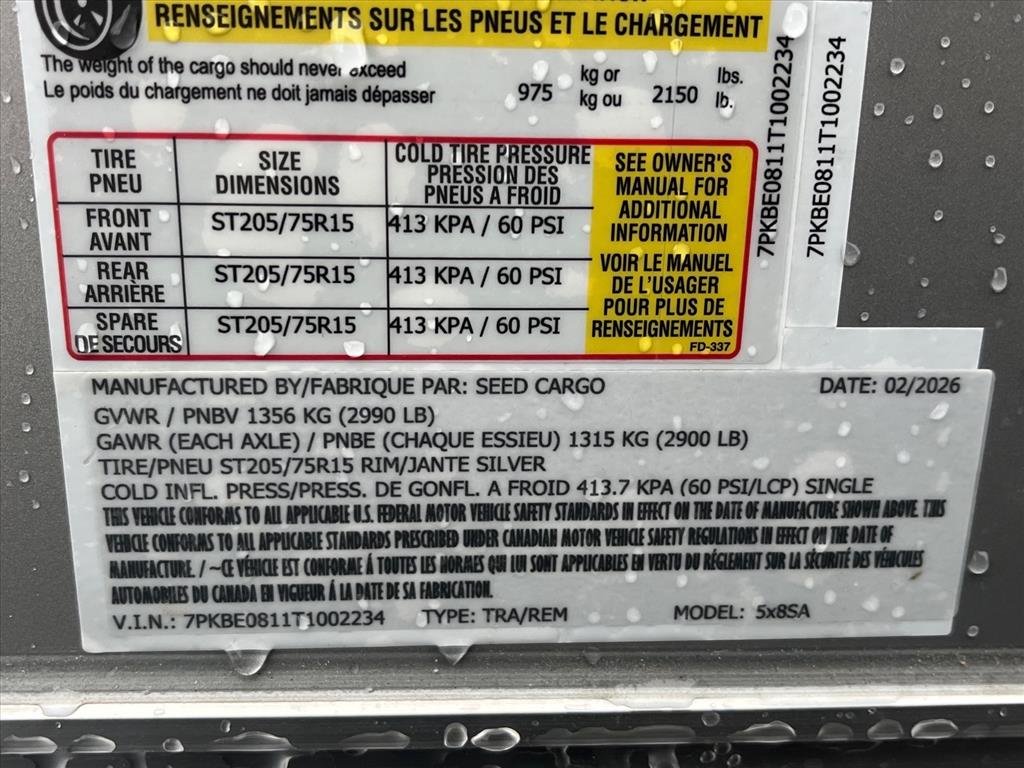 RENSEIGNEMENTS SUR LES PNEUS ET LE CHARGEMENT
The weight of the cargo should never exceed 975 kg or 2150 lbs.
Le poids du chargement ne doit jamais dépasser kg ou lb.
TIRE PNEU
SIZE DIMENSIONS
COLD TIRE PRESSURE PRESSION DES PNEUS A FROID
FRONT AVANT
ST205/75R15
413 KPA / 60 PSI
REAR ARRIÈRE
ST205/75R15
413 KPA / 60 PSI
SPARE DE SECOURS
ST205/75R15
413 KPA / 60 PSI
SEE OWNER'S
MANUAL FOR
ADDITIONAL
INFORMATION
VOIR LE MANUEL
DE L'USAGER
POUR PLUS DE
RENSEIGNEMENTS
FD-337
7PKBE0811T1002234
7PKBE0811T1002234
MANUFACTURED BY/FABRIQUE PAR: SEED CARGO DATE: 02/2026
GVWR / PNBV 1356 KG (2990 LB)
GAWR (EACH AXLE) / PNBE (CHAQUE ESSIEU) 1315 KG (2900 LB)
TIRE/PNEU ST205/75R15 RIM/JANTE SILVER
COLD INFL. PRESS/PRESS. DE GONFL. A FROID 413.7 KPA (60 PSI/LCP) SINGLE
THIS VEHICLE CONFORMS TO ALL APPLICABLE U.S. FEDERAL MOTOR VEHICLE SAFETY STANDARDS IN EFFECT ON THE DATE OF MANUFACTURE SHOWN ABOVE. THIS
VEHICLE CONFORMS TO ALL APPLICABLE STANDARDS PRESCRIBED UNDER CANADIAN MOTOR VEHICLE SAFETY REGULATIONS IN EFFECT ON THE DATE OF
MANUFACTURE. / ~CE VÉHICULE EST CONFORME Á TOUTES LES NORMES QUI LUI SONT APPLICABLES EN VERTU DU RÉGLEMENT SUR LA SÉCURITÉ DES VÉHICULES
AUTOMOBILES DU CANADA EN VIGUEUR Á LA DATE DE SA FABRICATION.
V.I.N.: 7PKBE0811T1002234 TYPE: TRA/REM MODEL: 5x8SA